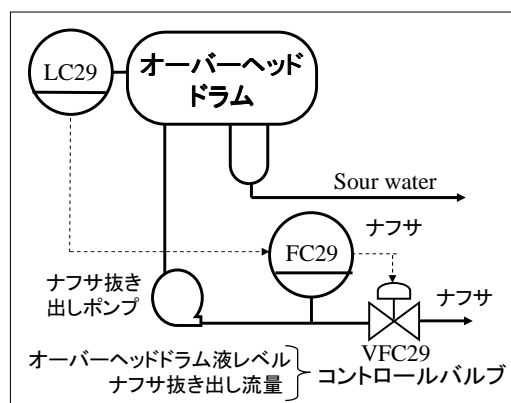 LC29
オーバーヘッド
ドラム
Sour water
FC29
ナフサ
ナフサ抜き
出しポンプ
ナフサ
VFC29
オーバーヘッドドラム液レベル
ナフサ抜き出し流量
コントロールバルブ